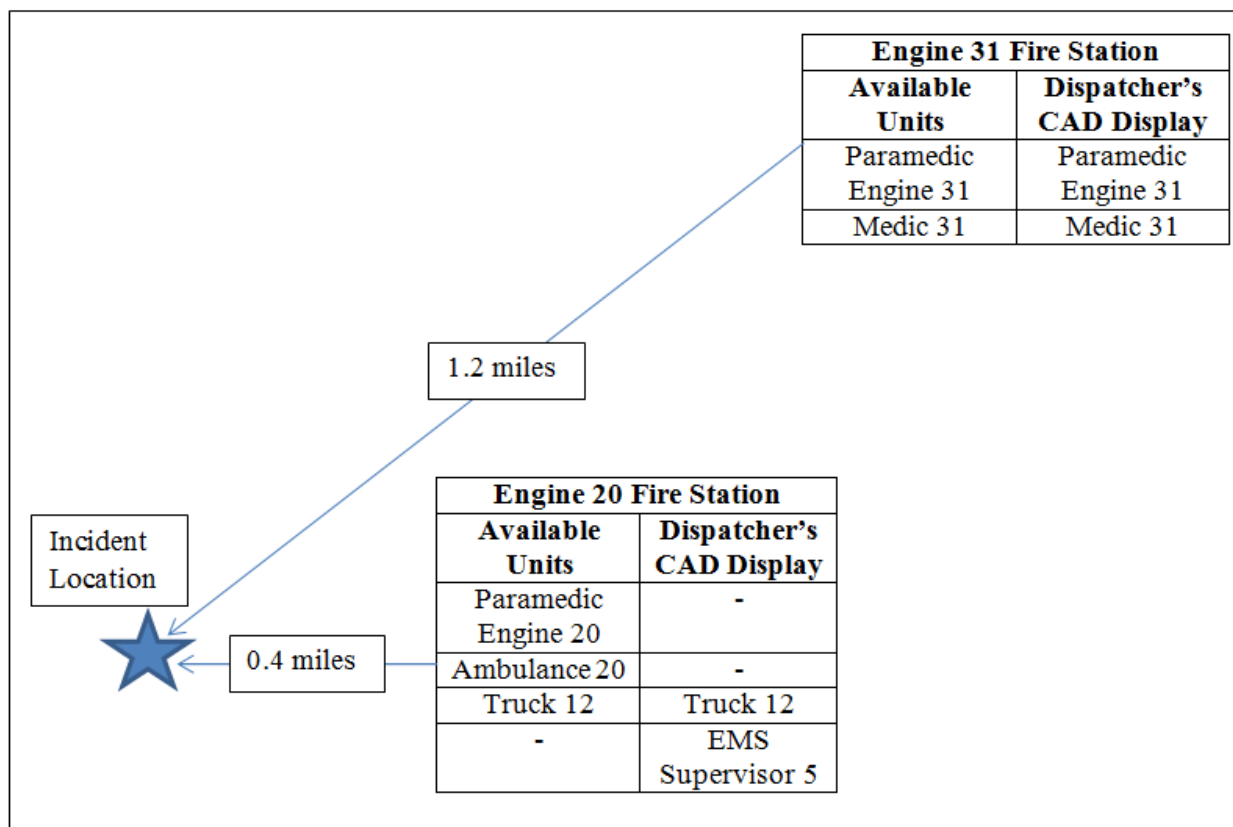 Engine 31 Fire Station
Available Units
Dispatcher's CAD Display
Paramedic Engine 31
Paramedic Engine 31
Medic 31
Medic 31
1.2 miles
Engine 20 Fire Station
Available Units
Dispatcher's CAD Display
Paramedic Engine 20
-
Ambulance 20
-
Truck 12
Truck 12
-
EMS Supervisor 5
Incident
Location
0.4 miles